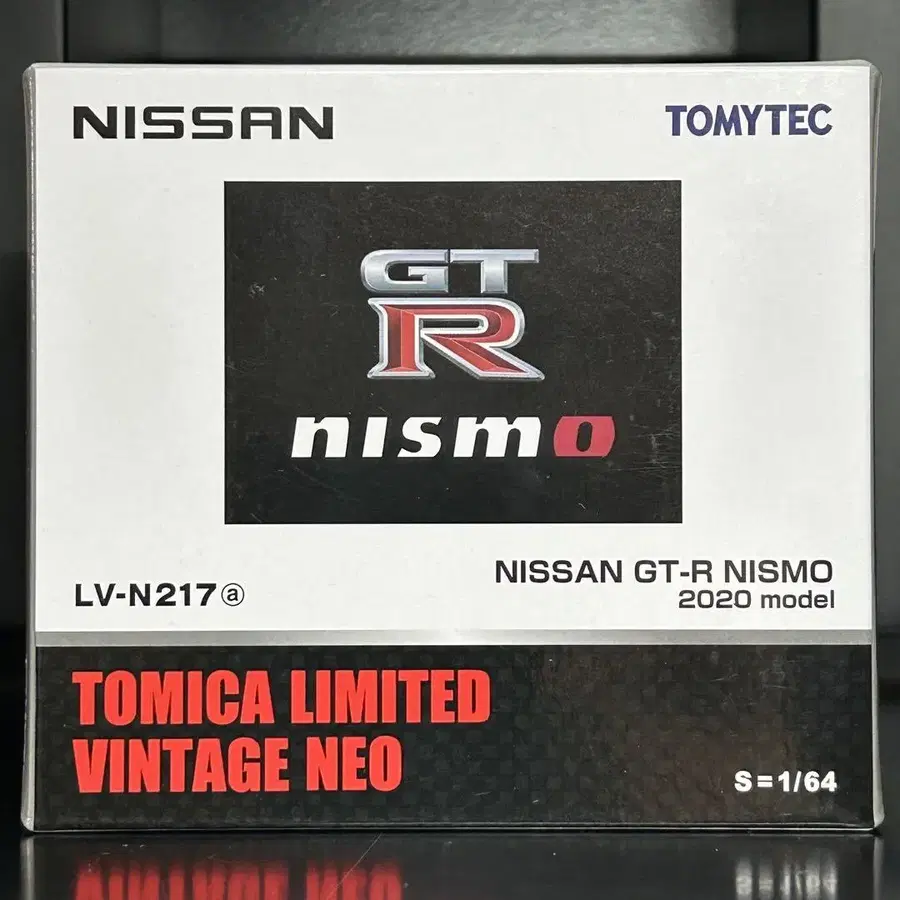 NISSAN
TOMYTEC
GT
R
nismo
LV-N217ⓐ
NISSAN GT-R NISMO
2020 model
TOMICA LIMITED
VINTAGE NEO
S=1/64